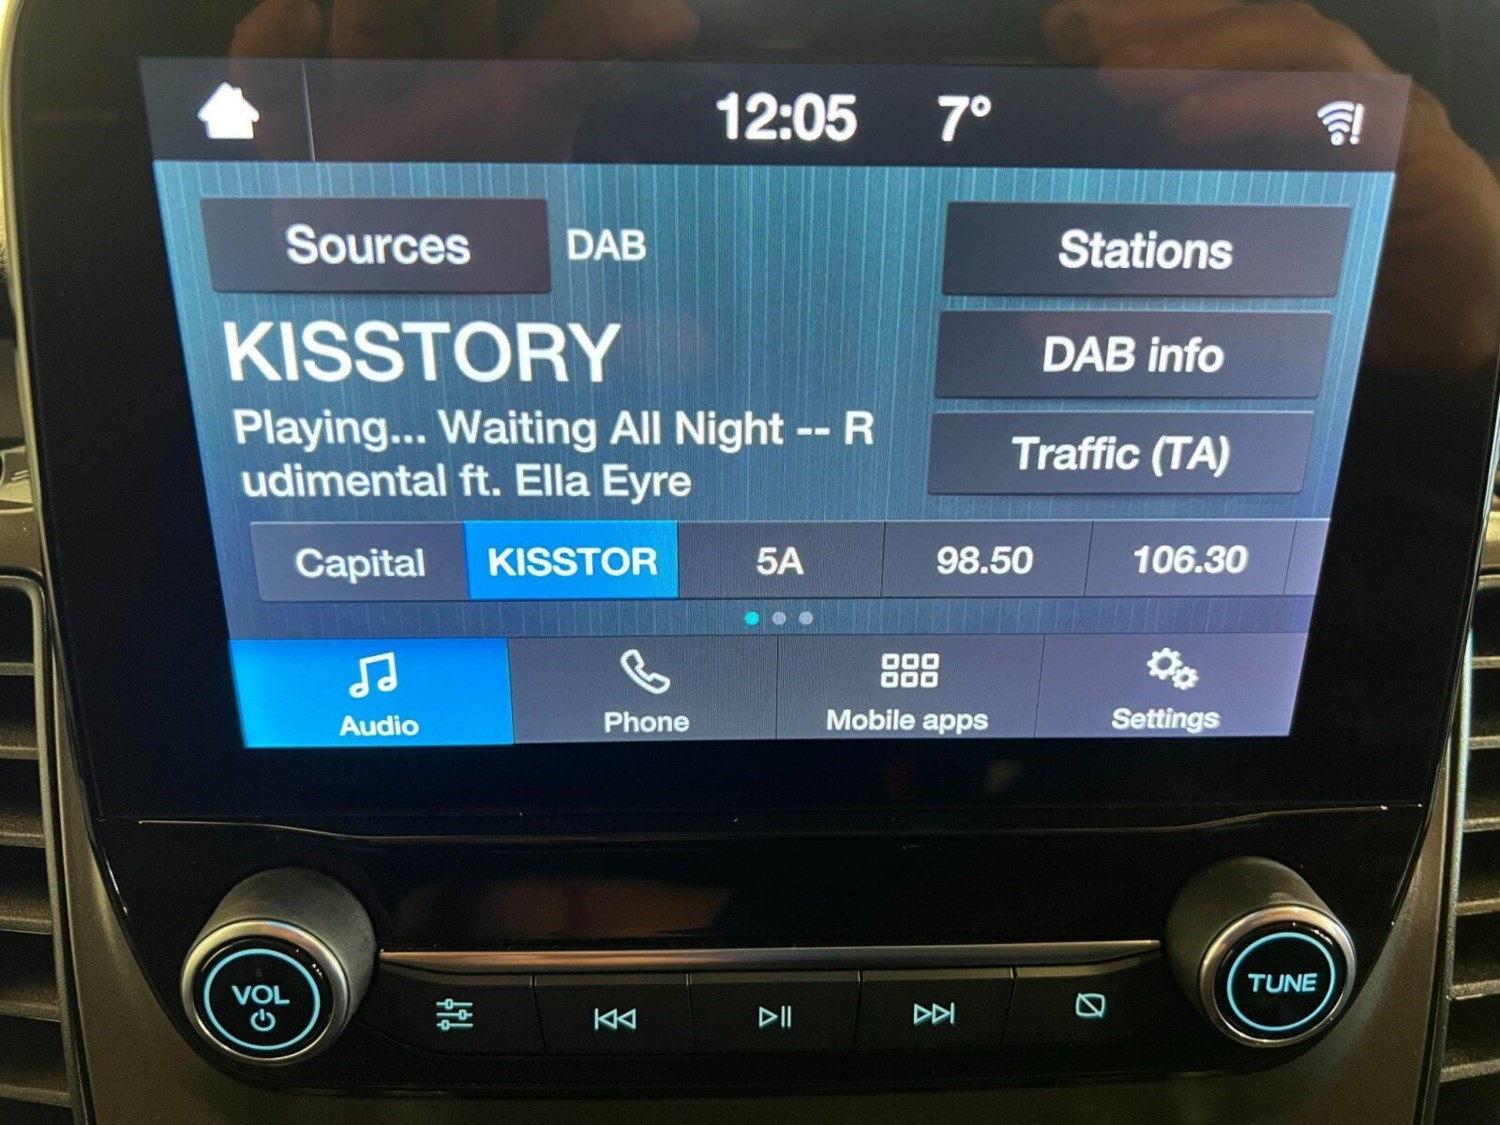 12:05 7°
Sources DAB Stations
KISSTORY
DAB info
Playing... Waiting All Night -- R
udimental ft. Ella Eyre
Traffic (TA)
Capital KISSTOR 5A 98.50 106.30
Audio Phone Mobile apps Settings
VOL
TUNE